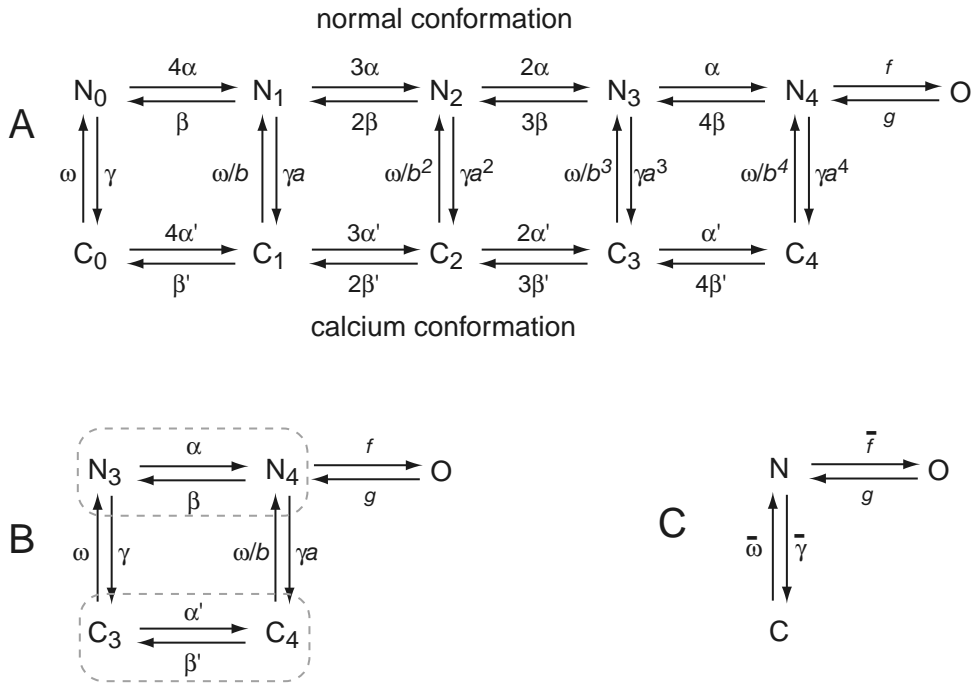 normal conformation
4α 3α 2α α f
A N₀ N₁ N₂ N₃ N₄ O
β 2β 3β 4β g
ω γ ω/b γa ω/b² γa² ω/b³ γa³ ω/b⁴ γa⁴
4α' 3α' 2α' α'
C₀ C₁ C₂ C₃ C₄
β' 2β' 3β' 4β'
calcium conformation
α f
N₃ N₄ O
β g
B ω γ ω/b γa
α'
C₃ C₄
β'
f̄
N O
g
C ω̄ γ̄
C